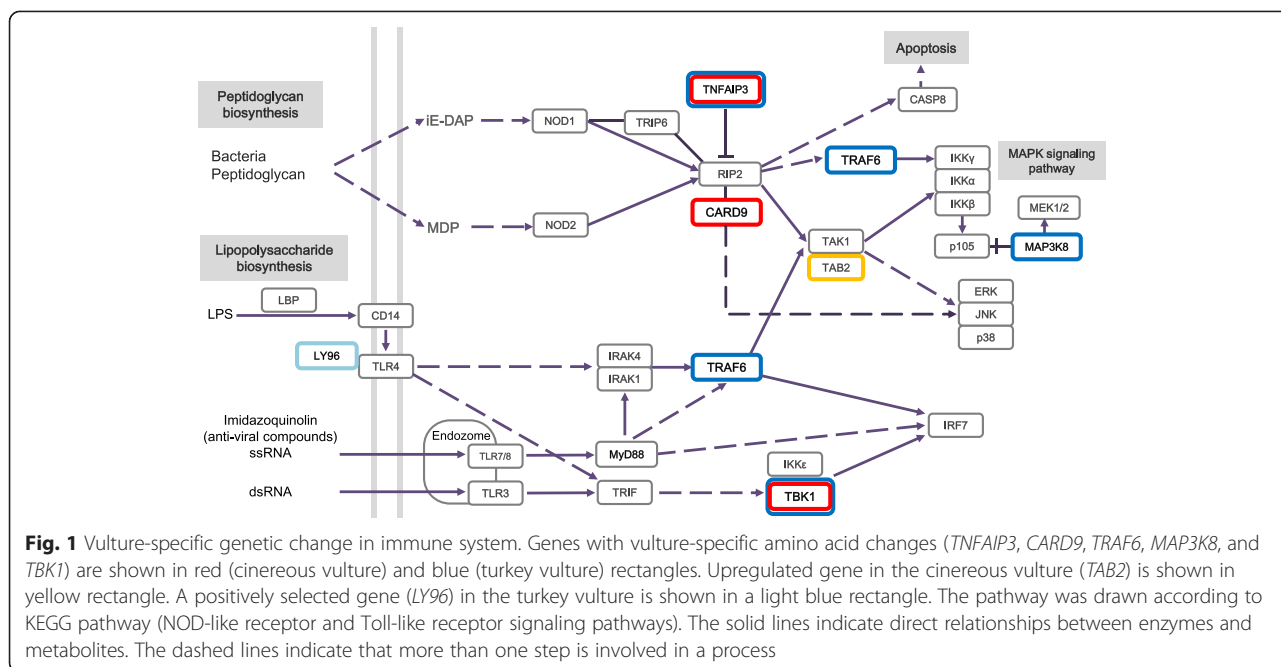 Apoptosis
TNFAIP3
CASP8
Peptidoglycan
biosynthesis
iE-DAP
NOD1
TRIP6
Bacteria
Peptidoglycan
RIP2
TRAF6
IKKγ
IKKα
IKKβ
MAPK signaling
pathway
CARD9
MEK1/2
MDP
NOD2
TAK1
TAB2
p105
MAP3K8
Lipopolysaccharide
biosynthesis
LBP
LPS
CD14
ERK
JNK
p38
LY96
TLR4
IRAK4
IRAK1
TRAF6
Imidazoquinolin
(anti-viral compounds)
ssRNA
Endozome
TLR7/8
MyD88
IRF7
IKKε
dsRNA
TLR3
TRIF
TBK1
Fig. 1 Vulture-specific genetic change in immune system. Genes with vulture-specific amino acid changes (TNFAIP3, CARD9, TRAF6, MAP3K8, and
TBK1) are shown in red (cinereous vulture) and blue (turkey vulture) rectangles. Upregulated gene in the cinereous vulture (TAB2) is shown in
yellow rectangle. A positively selected gene (LY96) in the turkey vulture is shown in a light blue rectangle. The pathway was drawn according to
KEGG pathway (NOD-like receptor and Toll-like receptor signaling pathways). The solid lines indicate direct relationships between enzymes and
metabolites. The dashed lines indicate that more than one step is involved in a process